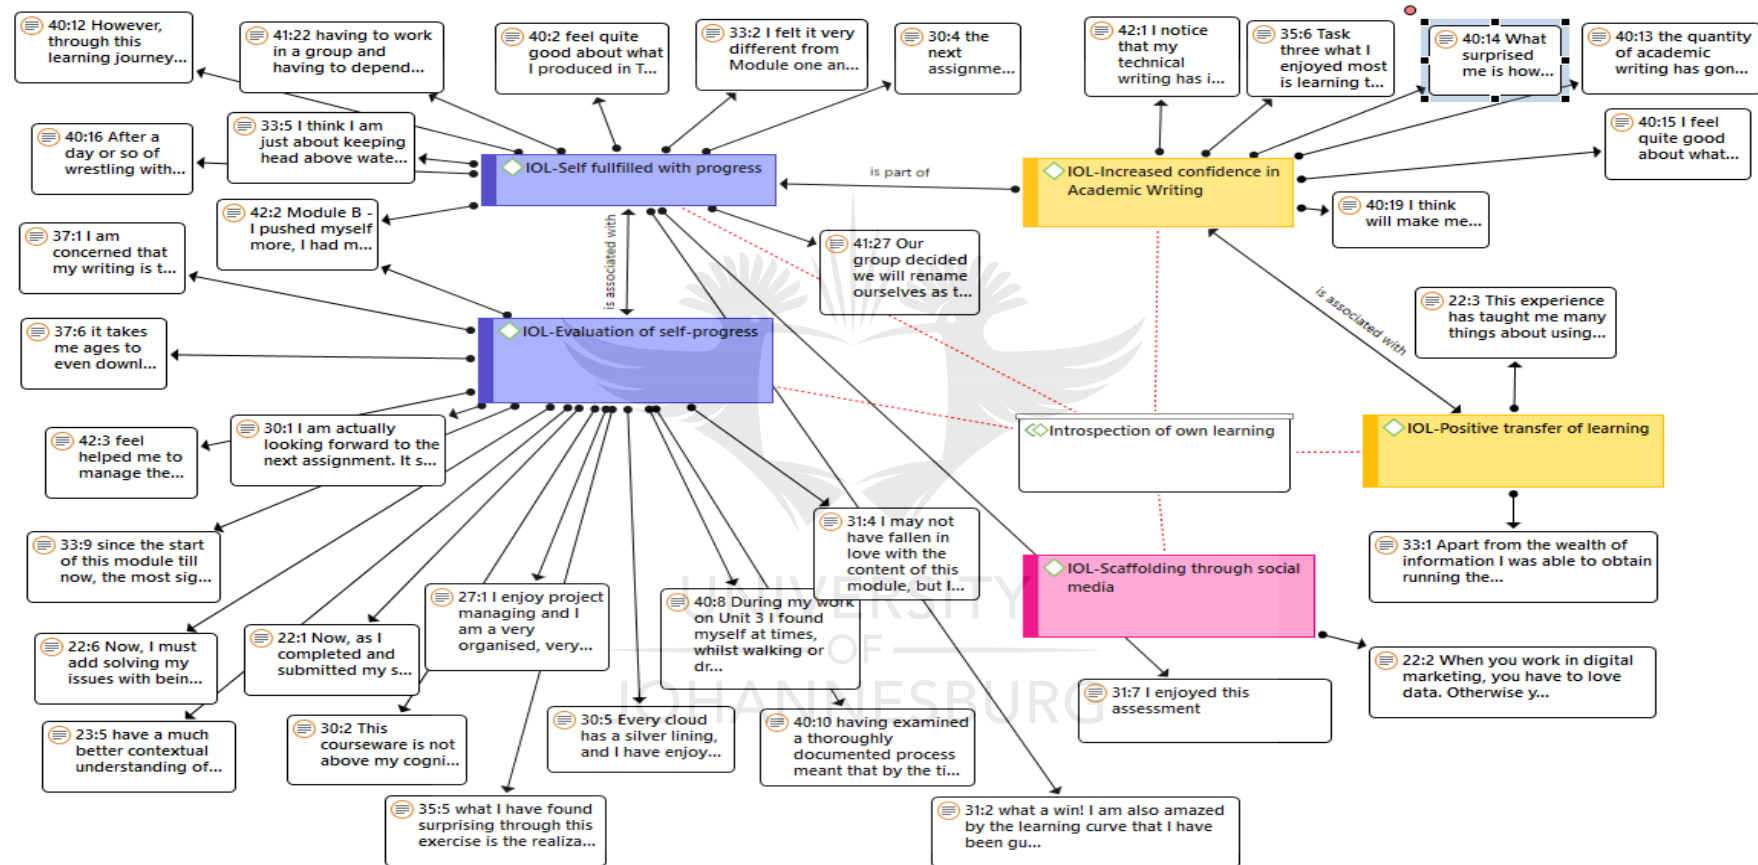 40:12 However,
through this
learning journey...
41:22 having to work
in a group and
having to depend...
40:2 feel quite
good about what
I produced in T...
33:2 I felt it very
different from
Module one an...
30:4 the
next
assignme...
42:1 I notice
that my
technical
writing has i...
35:6 Task
three what I
enjoyed most
is learning t...
40:14 What
surprised
me is how...
40:13 the quantity
of academic
writing has gon...
40:16 After a
day or so of
wrestling with...
33:5 I think I am
just about keeping
head above wate...
IOL-Self fullfilled with progress
is part of
IOL-Increased confidence in
Academic Writing
40:15 I feel
quite good
about what...
42:2 Module B -
I pushed myself
more, I had m...
40:19 I think
will make me...
37:1 I am
concerned that
my writing is t...
is associated with
41:27 Our
group decided
we will rename
ourselves as t...
is associated with
22:3 This experience
has taught me many
things about using...
37:6 it takes
me ages to
even downl...
IOL-Evaluation of self-progress
42:3 feel
helped me to
manage the...
30:1 I am actually
looking forward to the
next assignment. It s...
Introspection of own learning
IOL-Positive transfer of learning
33:9 since the start
of this module till
now, the most sig...
31:4 I may not
have fallen in
love with the
content of this
module, but I...
33:1 Apart from the wealth of
information I was able to obtain
running the...
IOL-Scaffolding through social
media
27:1 I enjoy project
managing and I
am a very
organised, very...
40:8 During my work
on Unit 3 I found
myself at times,
whilst walking or
dr...
22:6 Now, I must
add solving my
issues with bein...
22:1 Now, as I
completed and
submitted my s...
22:2 When you work in digital
marketing, you have to love
data. Otherwise y...
31:7 I enjoyed this
assessment
23:5 have a much
better contextual
understanding of...
30:2 This
courseware is not
above my cogni...
30:5 Every cloud
has a silver lining,
and I have enjoy...
40:10 having examined
a thoroughly
documented process
meant that by the ti...
35:5 what I have found
surprising through this
exercise is the realiza...
31:2 what a win! I am also amazed
by the learning curve that I have
been gu...
UNIVERSITY
OF
JOHANNESBURG